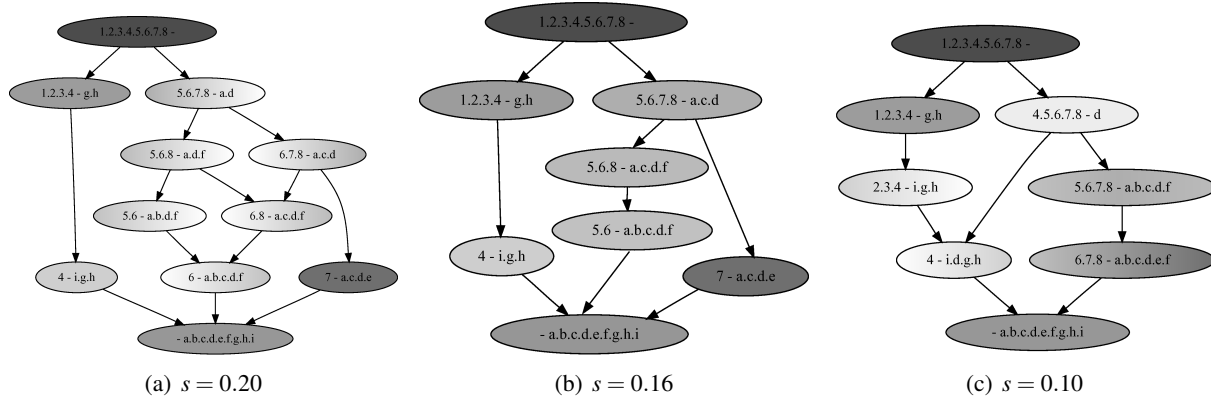 1.2.3.4.5.6.7.8 -
1.2.3.4 - g.h
5.6.7.8 - a.d
5.6.8 - a.d.f
6.7.8 - a.c.d
5.6 - a.b.d.f
6.8 - a.c.d.f
4 - i.g.h
6 - a.b.c.d.f
7 - a.c.d.e
- a.b.c.d.e.f.g.h.i
(a) s = 0.20
1.2.3.4.5.6.7.8 -
1.2.3.4 - g.h
5.6.7.8 - a.c.d
5.6.8 - a.c.d.f
5.6 - a.b.c.d.f
4 - i.g.h
7 - a.c.d.e
- a.b.c.d.e.f.g.h.i
(b) s = 0.16
1.2.3.4.5.6.7.8 -
1.2.3.4 - g.h
4.5.6.7.8 - d
2.3.4 - i.g.h
5.6.7.8 - a.b.c.d.f
4 - i.d.g.h
6.7.8 - a.b.c.d.e.f
- a.b.c.d.e.f.g.h.i
(c) s = 0.10